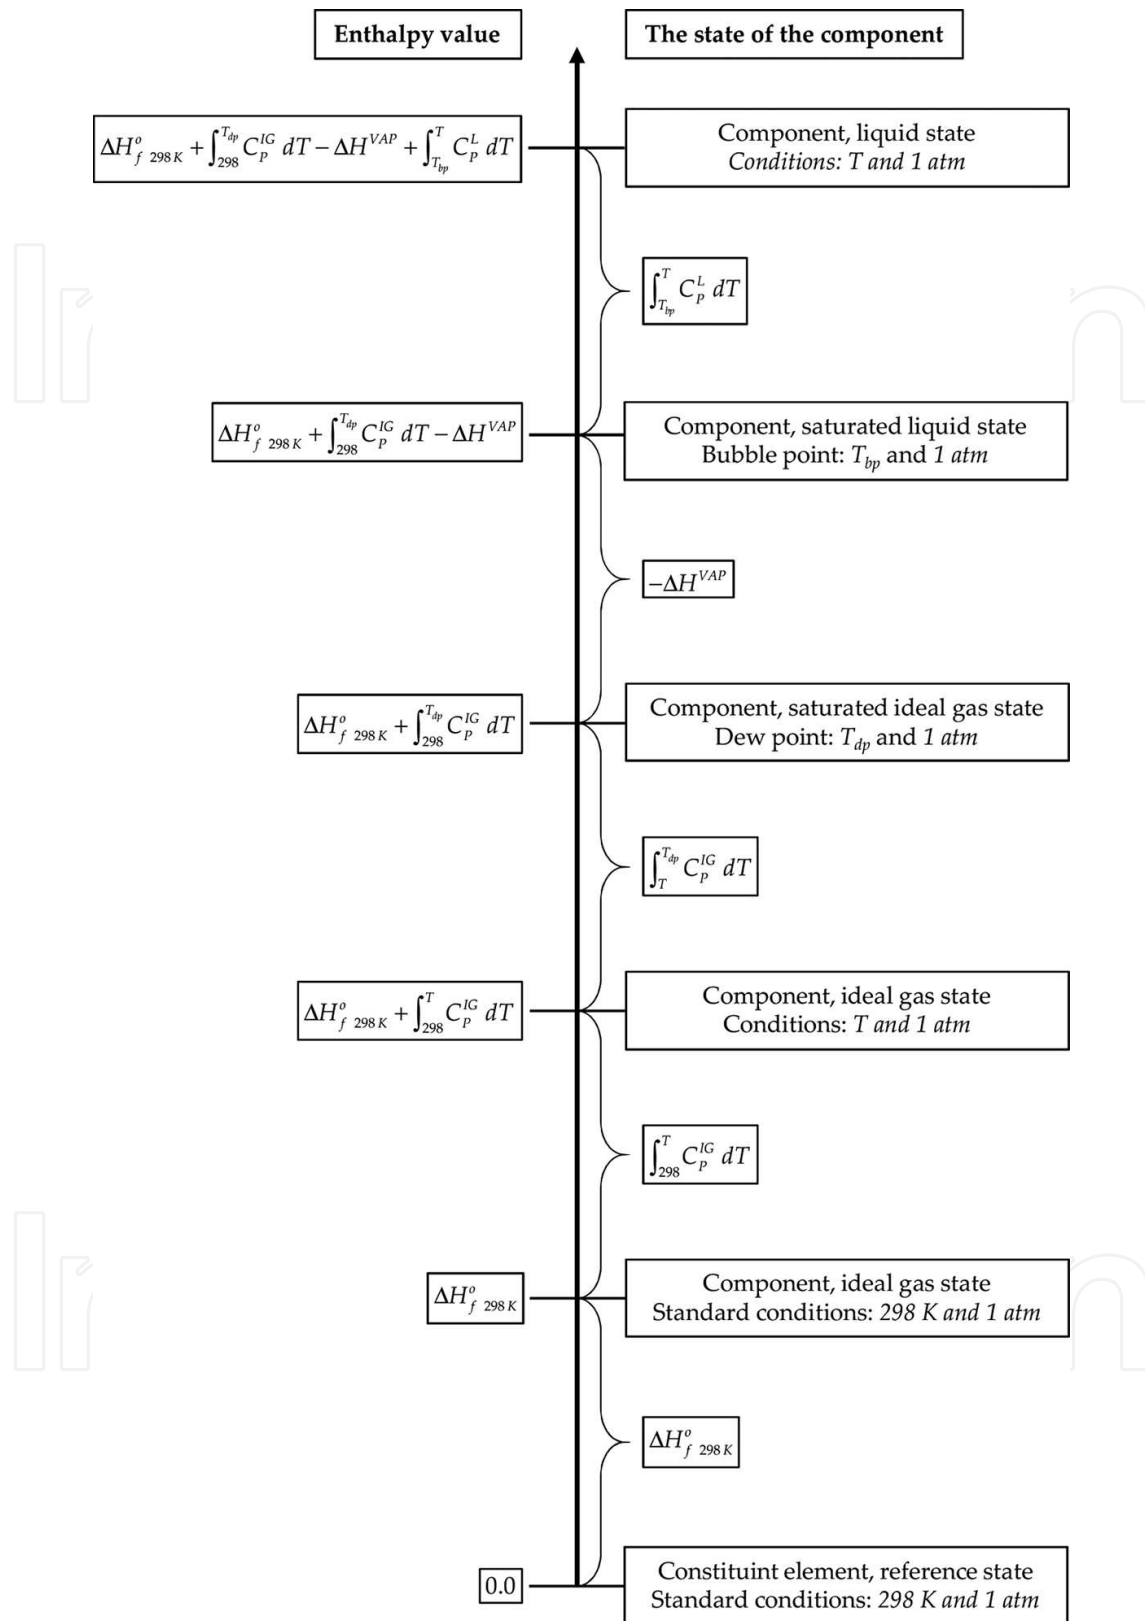 Enthalpy value
The state of the component
ΔH°f 298 K + ∫298^Tdp CP^IG dT − ΔH^VAP + ∫Tbp^T CP^L dT
Component, liquid state
Conditions: T and 1 atm
∫Tbp^T CP^L dT
ΔH°f 298 K + ∫298^Tdp CP^IG dT − ΔH^VAP
Component, saturated liquid state
Bubble point: Tbp and 1 atm
−ΔH^VAP
ΔH°f 298 K + ∫298^Tdp CP^IG dT
Component, saturated ideal gas state
Dew point: Tdp and 1 atm
∫T^Tdp CP^IG dT
ΔH°f 298 K + ∫298^T CP^IG dT
Component, ideal gas state
Conditions: T and 1 atm
∫298^T CP^IG dT
ΔH°f 298 K
Component, ideal gas state
Standard conditions: 298 K and 1 atm
ΔH°f 298 K
0.0
Constituint element, reference state
Standard conditions: 298 K and 1 atm